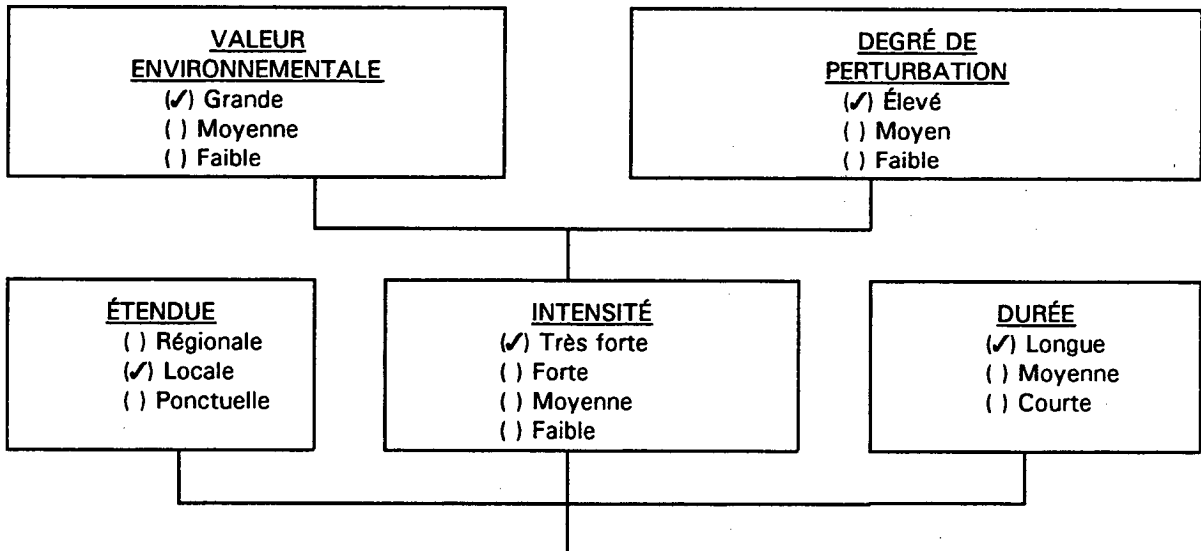 VALEUR
ENVIRONNEMENTALE
(✓) Grande
( ) Moyenne
( ) Faible
DEGRÉ DE
PERTURBATION
(✓) Élevé
( ) Moyen
( ) Faible
ÉTENDUE
( ) Régionale
(✓) Locale
( ) Ponctuelle
INTENSITÉ
(✓) Très forte
( ) Forte
( ) Moyenne
( ) Faible
DURÉE
(✓) Longue
( ) Moyenne
( ) Courte